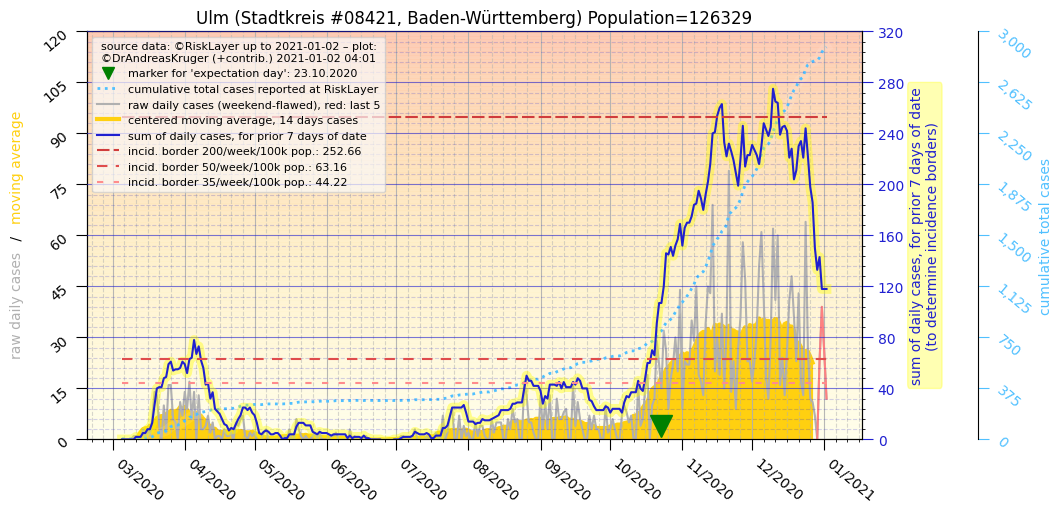 Ulm (Stadtkreis #08421, Baden-Württemberg) Population=126329
source data: ©RiskLayer up to 2021-01-02 – plot:
©DrAndreasKruger (+contrib.) 2021-01-02 04:01
marker for 'expectation day': 23.10.2020
cumulative total cases reported at RiskLayer
raw daily cases (weekend-flawed), red: last 5
centered moving average, 14 days cases
sum of daily cases, for prior 7 days of date
incid. border 200/week/100k pop.: 252.66
incid. border 50/week/100k pop.: 63.16
incid. border 35/week/100k pop.: 44.22
raw daily cases / moving average
120
105
90
75
60
45
30
15
0
03/2020
04/2020
05/2020
06/2020
07/2020
08/2020
09/2020
10/2020
11/2020
12/2020
01/2021
320
280
240
200
160
120
80
40
0
sum of daily cases, for prior 7 days of date
(to determine incidence borders)
3,000
2,625
2,250
1,875
1,500
1,125
750
375
0
cumulative total cases